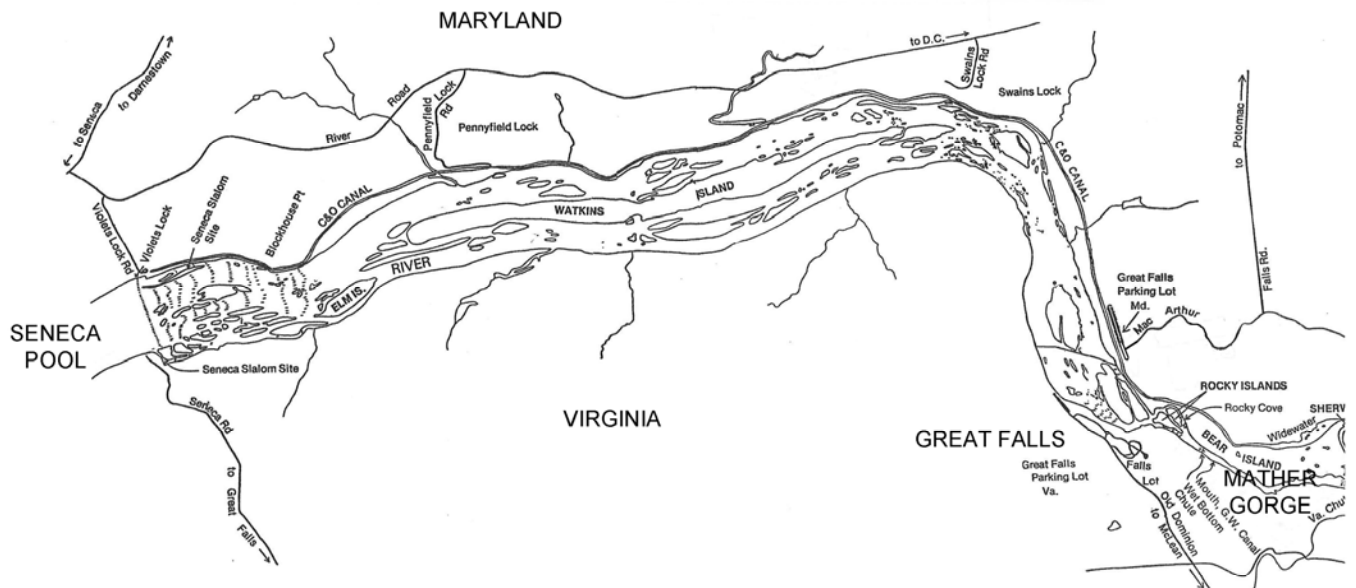 MARYLAND
to D.C.
to Seneca
to Darnestown
River
Road
Pennyfield
Lock
Rd
Pennyfield Lock
Swains
Lock Rd
Swains Lock
to Potomac
Falls Rd.
Violets Lock Rd
Violets Lock
Seneca Slalom
Site
Blockhouse Pt
C&O CANAL
WATKINS
ISLAND
C&O CANAL
RIVER
ELM IS.
SENECA
POOL
Seneca Slalom Site
Seneca Rd
to Great
Falls
VIRGINIA
Great Falls
Parking Lot
Md.
Mac
Arthur
ROCKY ISLANDS
Rocky Cove
SHERW
Widewater
BEAR
ISLAND
GREAT FALLS
Great Falls
Parking Lot
Va.
Falls
Lot
MATHER
GORGE
Mouth, G.W. Canal
Wet Bottom
Chute
Old Dominion
to McLean
Va. Chu